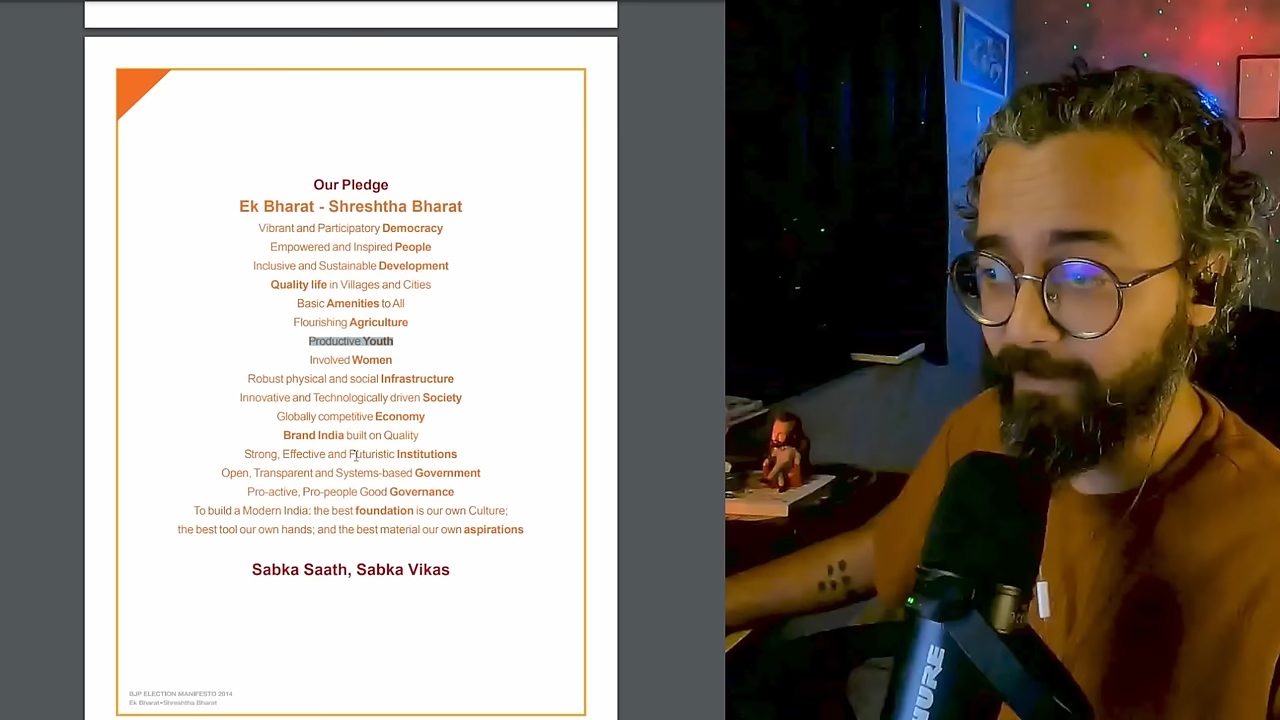 Our Pledge
Ek Bharat - Shreshtha Bharat
Vibrant and Participatory Democracy
Empowered and Inspired People
Inclusive and Sustainable Development
Quality life in Villages and Cities
Basic Amenities to All
Flourishing Agriculture
Productive Youth
Involved Women
Robust physical and social Infrastructure
Innovative and Technologically driven Society
Globally competitive Economy
Brand India built on Quality
Strong, Effective and Futuristic Institutions
Open, Transparent and Systems-based Government
Pro-active, Pro-people Good Governance
To build a Modern India: the best foundation is our own Culture;
the best tool our own hands; and the best material our own aspirations
Sabka Saath, Sabka Vikas
BJP ELECTION MANIFESTO 2014
Ek Bharat•Shreshtha Bharat
SHURE